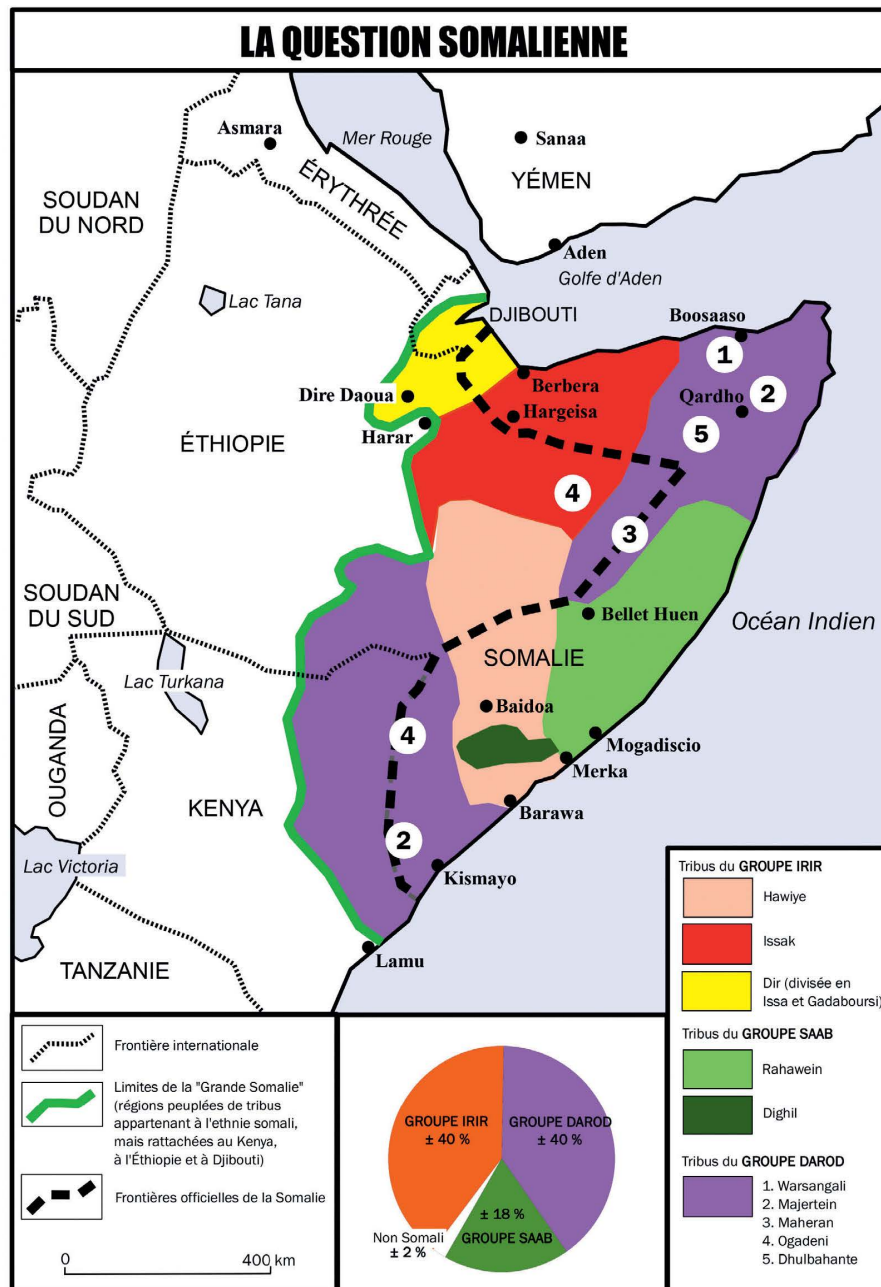 LA QUESTION SOMALIENNE
Asmara
Mer Rouge
Sanaa
YÉMEN
SOUDAN
DU NORD
ÉRYTHRÉE
Aden
Golfe d'Aden
Lac Tana
DJIBOUTI
Boosaaso
1
Berbera
2
Dire Daoua
Qardho
Hargeisa
Harar
5
ÉTHIOPIE
4
3
SOUDAN
DU SUD
Bellet Huen
Océan Indien
SOMALIE
Lac Turkana
Baidoa
4
Mogadiscio
OUGANDA
Merka
KENYA
Barawa
2
Lac Victoria
Kismayo
Lamu
TANZANIE
Tribus du GROUPE IRIR
Hawiye
Issak
Dir (divisée en
Issa et Gadaboursi)
Tribus du GROUPE SAAB
Rahawein
Dighil
Tribus du GROUPE DAROD
1. Warsangali
2. Majertein
3. Maheran
4. Ogadeni
5. Dhulbahante
Frontière internationale
Limites de la "Grande Somalie"
(régions peuplées de tribus
appartenant à l'ethnie somali,
mais rattachées au Kenya,
à l'Éthiopie et à Djibouti)
Frontières officielles de la Somalie
0 400 km
GROUPE IRIR
± 40 %
GROUPE DAROD
± 40 %
± 18 %
GROUPE SAAB
Non Somali
± 2 %